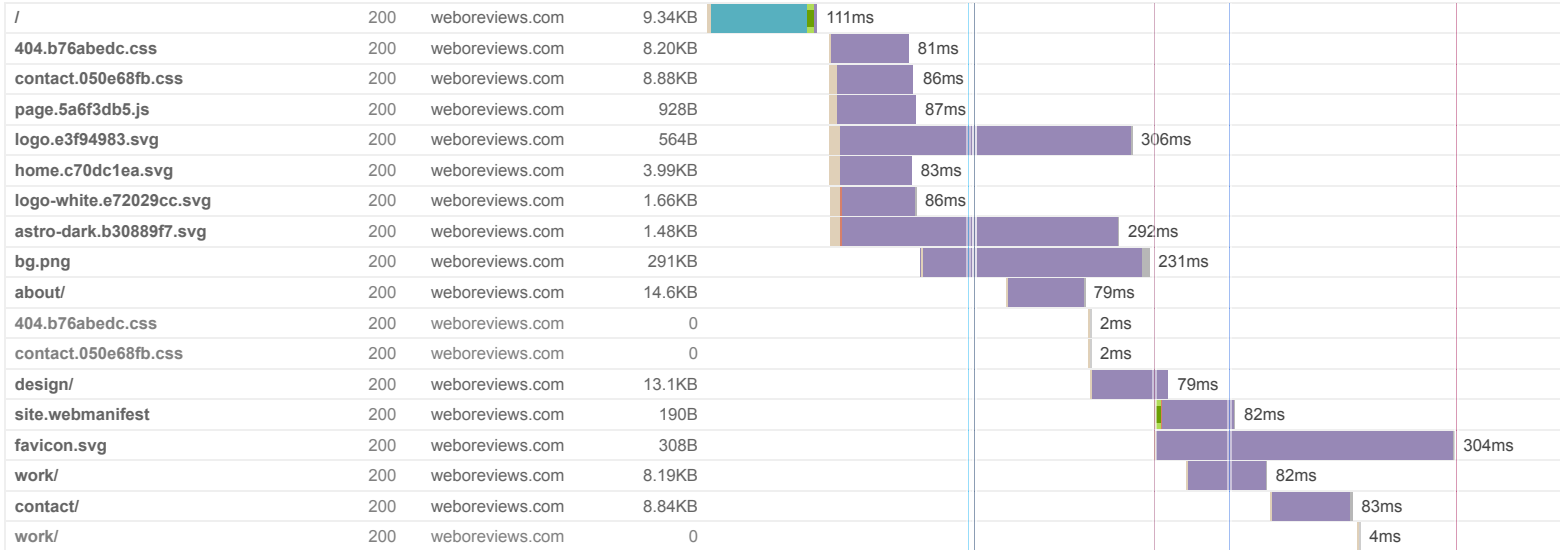 / 200 weboreviews.com 9.34KB 111ms
404.b76abedc.css 200 weboreviews.com 8.20KB 81ms
contact.050e68fb.css 200 weboreviews.com 8.88KB 86ms
page.5a6f3db5.js 200 weboreviews.com 928B 87ms
logo.e3f94983.svg 200 weboreviews.com 564B 306ms
home.c70dc1ea.svg 200 weboreviews.com 3.99KB 83ms
logo-white.e72029cc.svg 200 weboreviews.com 1.66KB 86ms
astro-dark.b30889f7.svg 200 weboreviews.com 1.48KB 292ms
bg.png 200 weboreviews.com 291KB 231ms
about/ 200 weboreviews.com 14.6KB 79ms
404.b76abedc.css 200 weboreviews.com 0 2ms
contact.050e68fb.css 200 weboreviews.com 0 2ms
design/ 200 weboreviews.com 13.1KB 79ms
site.webmanifest 200 weboreviews.com 190B 82ms
favicon.svg 200 weboreviews.com 308B 304ms
work/ 200 weboreviews.com 8.19KB 82ms
contact/ 200 weboreviews.com 8.84KB 83ms
work/ 200 weboreviews.com 0 4ms